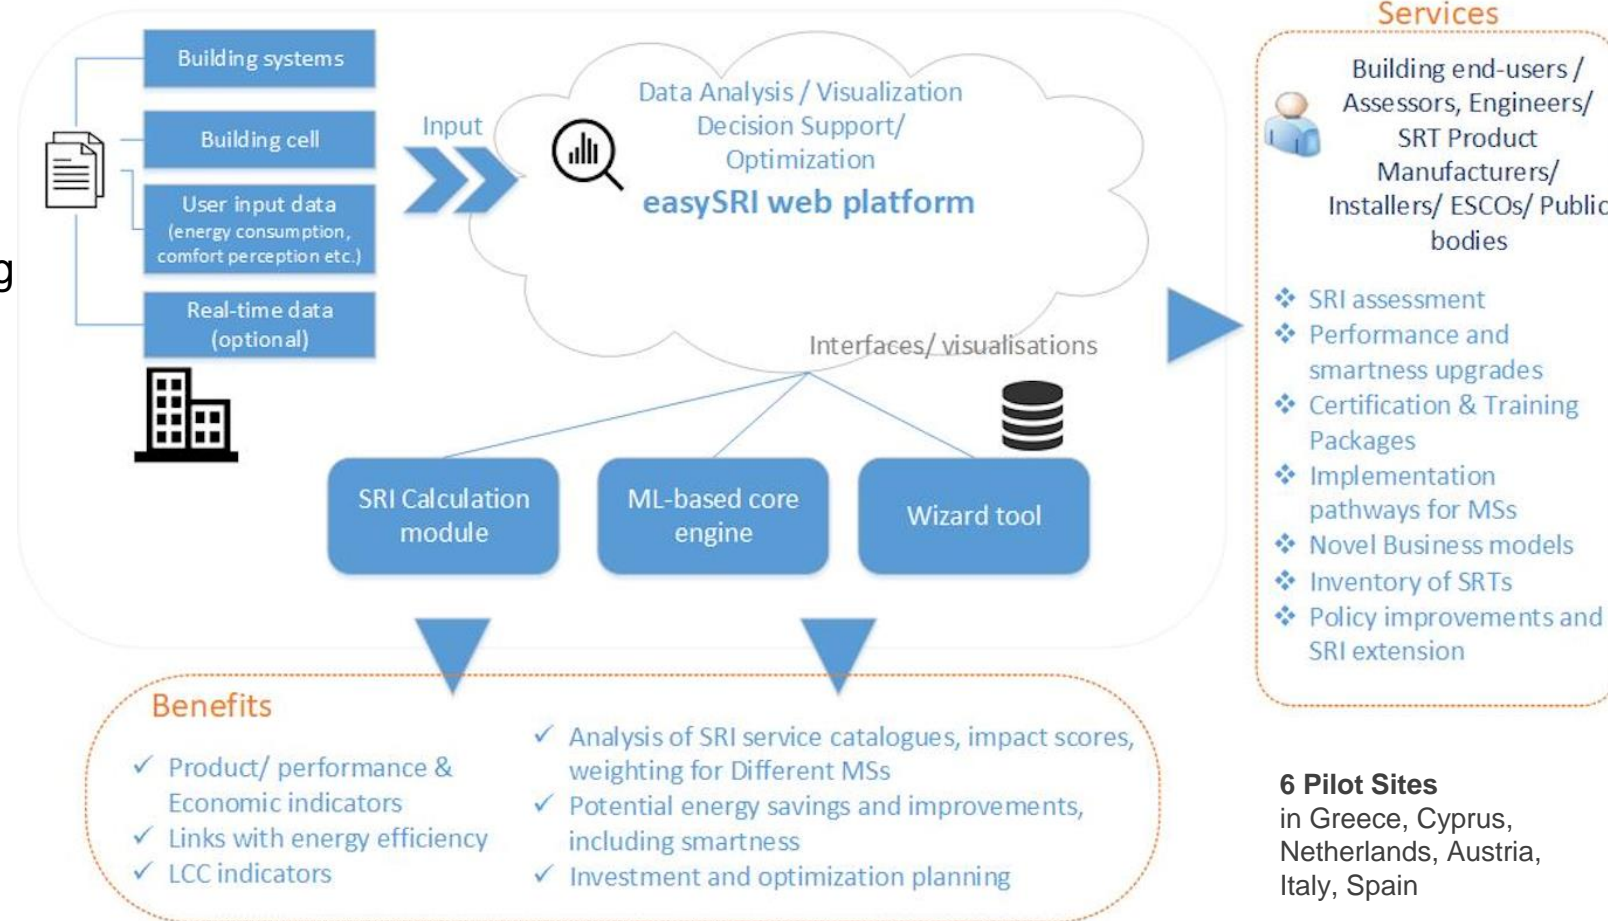 g
Building systems
Building cell
User input data
(energy consumption,
comfort perception etc.)
Real-time data
(optional)
Input
Data Analysis / Visualization
Decision Support/
Optimization
easySRI web platform
Interfaces/ visualisations
SRI Calculation
module
ML-based core
engine
Wizard tool
Services
Building end-users /
Assessors, Engineers/
SRT Product
Manufacturers/
Installers/ ESCOs/ Public
bodies
SRI assessment
Performance and
smartness upgrades
Certification & Training
Packages
Implementation
pathways for MSs
Novel Business models
Inventory of SRTs
Policy improvements and
SRI extension
Benefits
Product/ performance &
Economic indicators
Links with energy efficiency
LCC indicators
Analysis of SRI service catalogues, impact scores,
weighting for Different MSs
Potential energy savings and improvements,
including smartness
Investment and optimization planning
6 Pilot Sites
in Greece, Cyprus,
Netherlands, Austria,
Italy, Spain